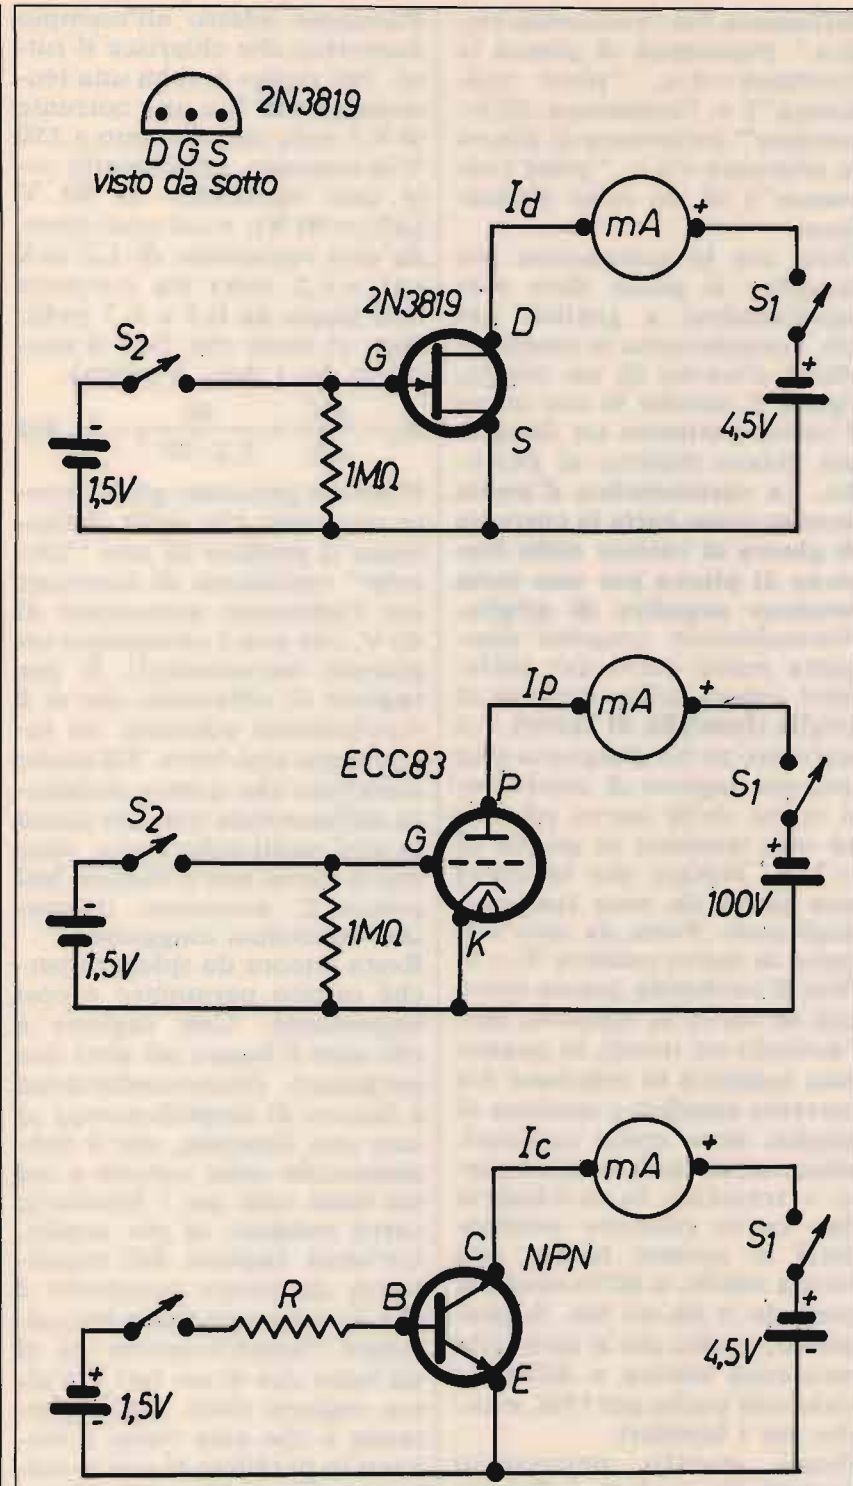 2N3819
D G S
visto da sotto
Id
mA
+
S1
2N3819
D
S2
G
+
4,5V
-
1,5V
1MΩ
S
Ip
mA
+
S1
ECC83
P
S2
G
+
100V
-
1,5V
1MΩ
K
Ic
mA
+
S1
C
NPN
R
B
+
4,5V
-
+
1,5V
-
E